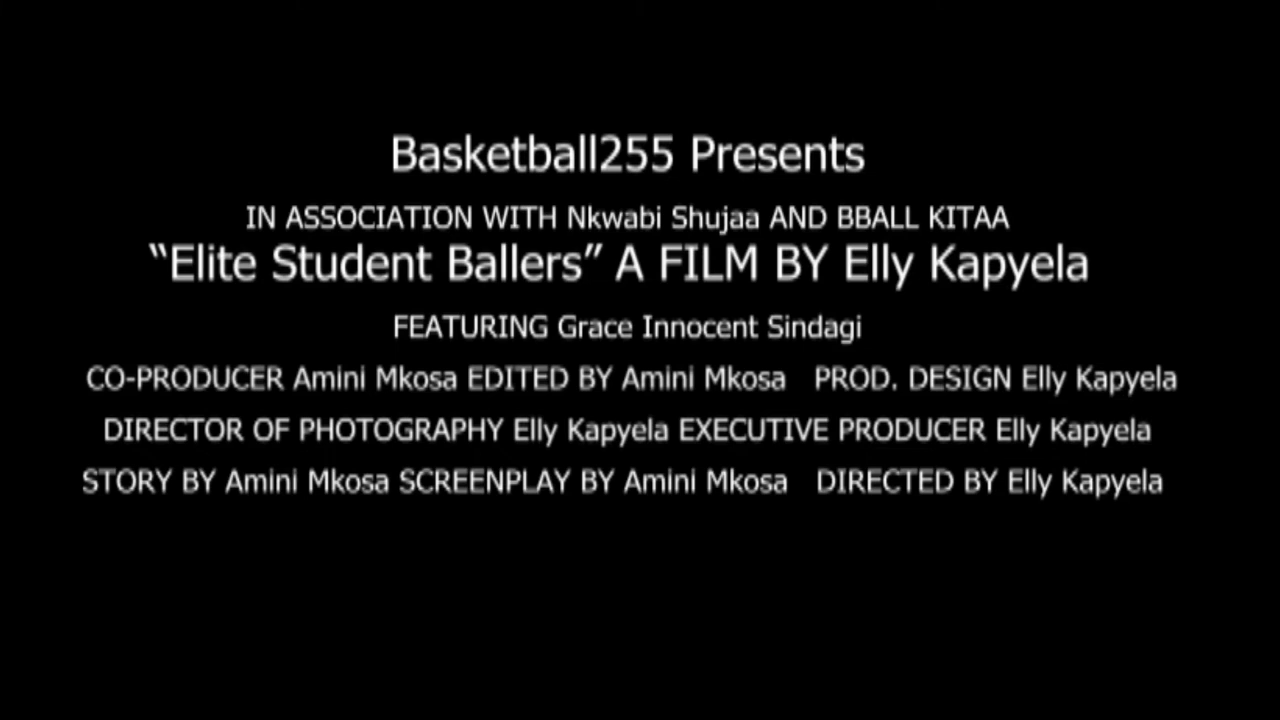 Basketball255 Presents
IN ASSOCIATION WITH Nkwabi Shujaa AND BBALL KITAA
“Elite Student Ballers” A FILM BY Elly Kapyela
FEATURING Grace Innocent Sindagi
CO-PRODUCER Amini Mkosa EDITED BY Amini Mkosa PROD. DESIGN Elly Kapyela
DIRECTOR OF PHOTOGRAPHY Elly Kapyela EXECUTIVE PRODUCER Elly Kapyela
STORY BY Amini Mkosa SCREENPLAY BY Amini Mkosa DIRECTED BY Elly Kapyela